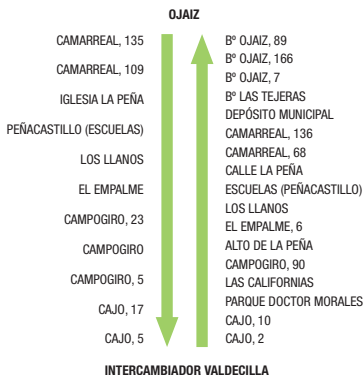 OJAIZ
CAMARREAL, 135
CAMARREAL, 109
IGLESIA LA PEÑA
PEÑACASTILLO (ESCUELAS)
LOS LLANOS
EL EMPALME
CAMPOGIRO, 23
CAMPOGIRO
CAMPOGIRO, 5
CAJO, 17
CAJO, 5
Bº OJAIZ, 89
Bº OJAIZ, 166
Bº OJAIZ, 7
Bº LAS TEJERAS
DEPÓSITO MUNICIPAL
CAMARREAL, 136
CAMARREAL, 68
CALLE LA PEÑA
ESCUELAS (PEÑACASTILLO)
LOS LLANOS
EL EMPALME, 6
ALTO DE LA PEÑA
CAMPOGIRO, 90
LAS CALIFORNIAS
PARQUE DOCTOR MORALES
CAJO, 10
CAJO, 2
INTERCAMBIADOR VALDECILLA